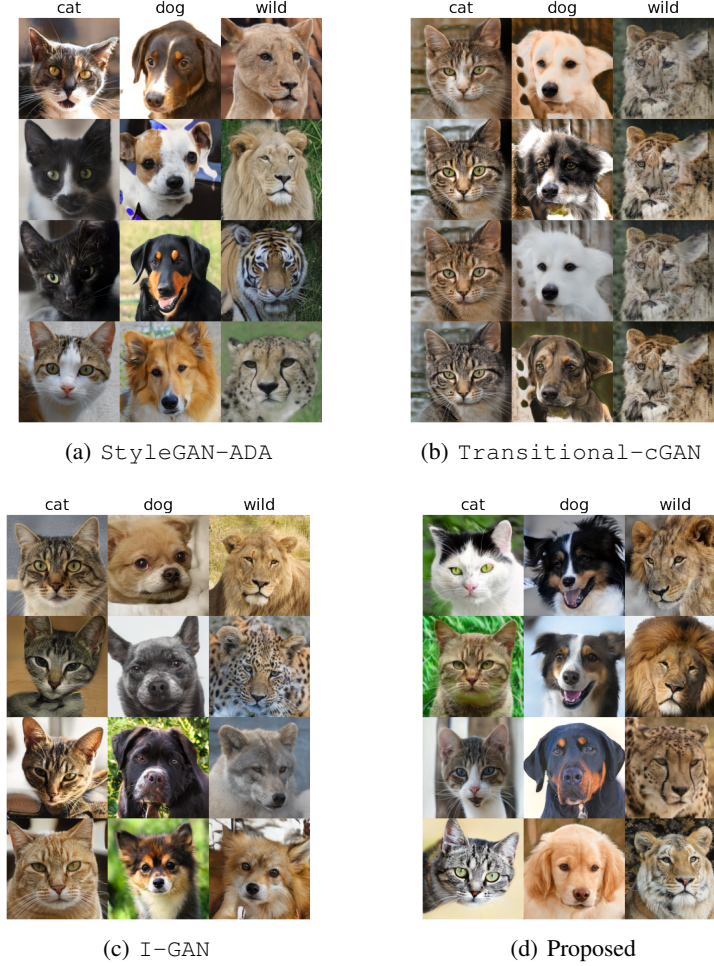 cat dog wild
cat dog wild
(a) StyleGAN-ADA
(b) Transitional-cGAN
cat dog wild
cat dog wild
(c) I-GAN
(d) Proposed